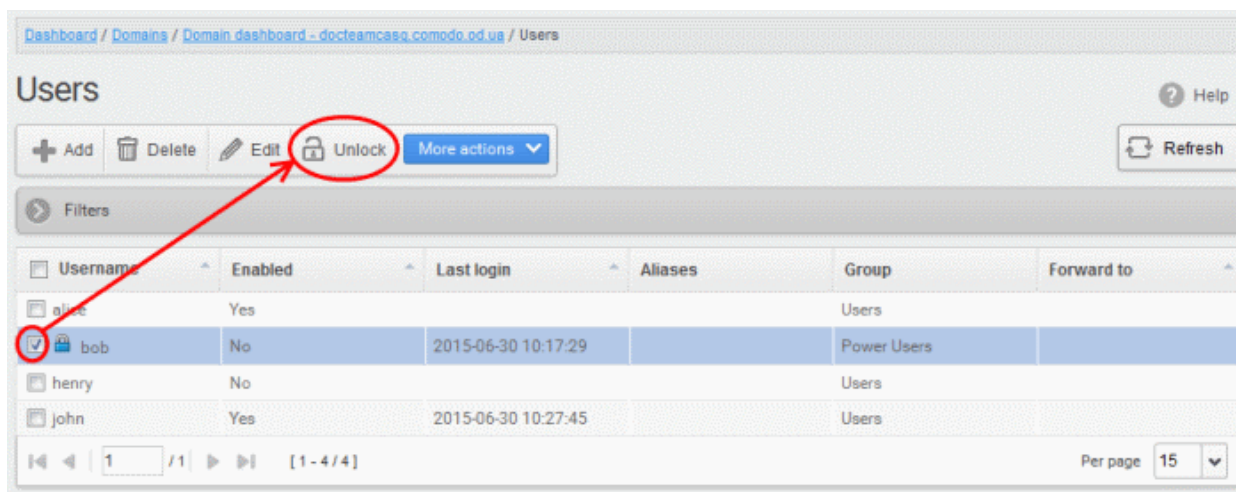 Dashboard / Domains / Domain dashboard - docteamcasg.comodo.od.ua / Users
Users
Help
Add Delete Edit Unlock More actions
Refresh
Filters
Username Enabled Last login Aliases Group Forward to
alice Yes Users
bob No 2015-06-30 10:17:29 Power Users
henry No Users
john Yes 2015-06-30 10:27:45 Users
1 /1 [1-4/4] Per page 15